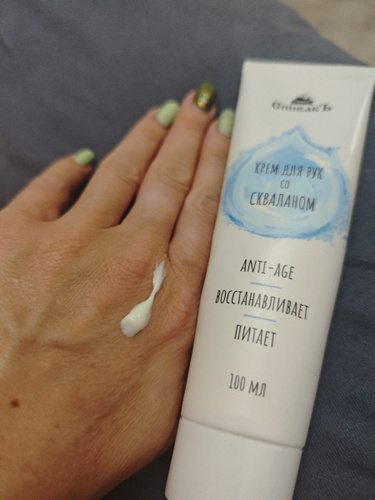 СпивакЪ
КРЕМ ДЛЯ РУК
СО
СКВАЛАНОМ
ANTI-AGE
ВОССТАНАВЛИВАЕТ
ПИТАЕТ
100 МЛ